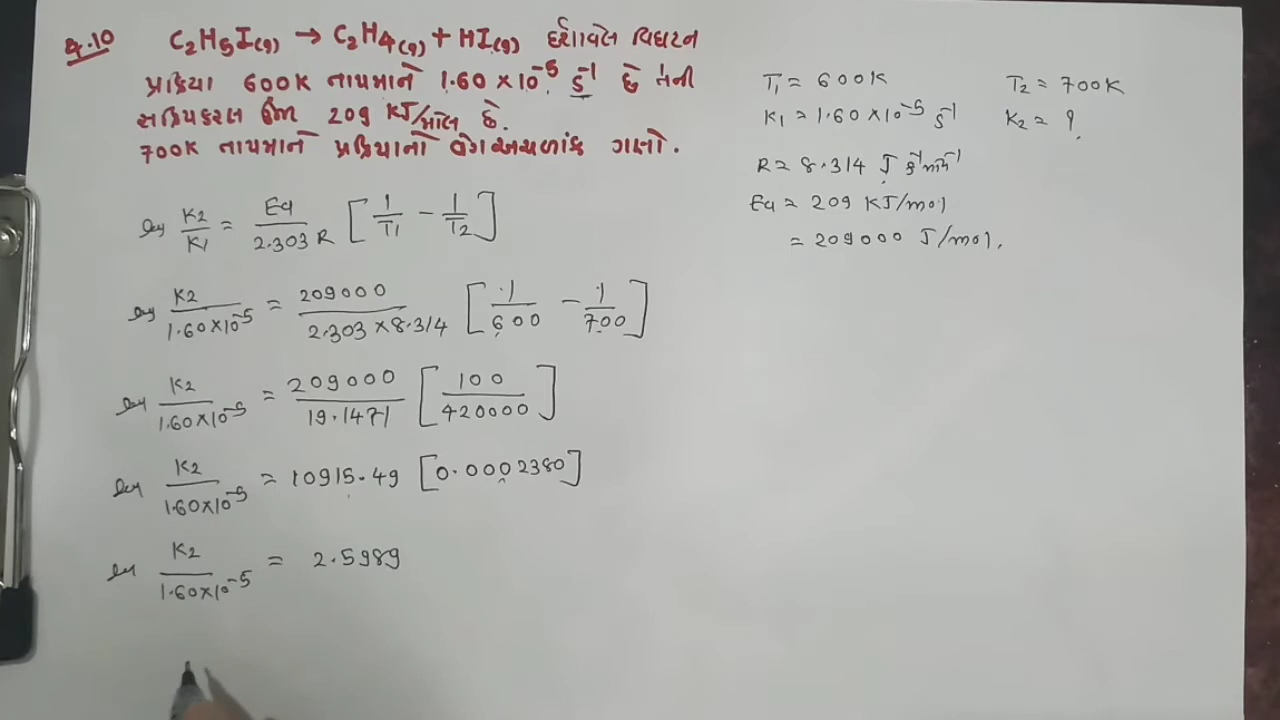 પ્ર.10 C2H5I(g) → C2H4(g) + HI(g) દર્શાવેલ વિઘટન
પ્રક્રિયા 600K તાપમાને 1.60 × 10^-5 s^-1 છે તેની
સક્રિયકરણ ઊર્જા 209 KJ/મોલ છે.
700K તાપમાને પ્રક્રિયાનો વેગ અચળાંક ગણો.
T1 = 600K
T2 = 700K
K1 = 1.60 × 10^-5 s^-1
K2 = ?
R = 8.314 J
Ea = 209 KJ/mol
= 209000 J/mol.
log K2/K1 = Ea/2.303 R [1/T1 - 1/T2]
log K2/1.60×10^-5 = 209000/2.303×8.314 [1/600 - 1/700]
log K2/1.60×10^-5 = 209000/19.1471 [100/420000]
log K2/1.60×10^-5 = 10915.49 [0.0002380]
log K2/1.60×10^-5 = 2.5989